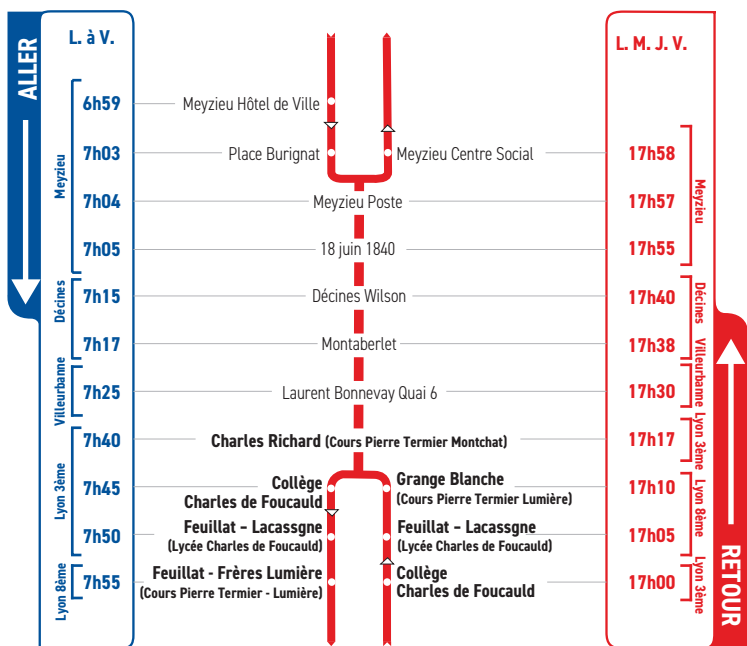 ALLER
L. à V.
L. M. J. V.
6h59 Meyzieu Hôtel de Ville
Meyzieu
7h03 Place Burignat Meyzieu Centre Social 17h58
7h04 Meyzieu Poste 17h57
Meyzieu
7h05 18 juin 1840 17h55
Décines
7h15 Décines Wilson 17h40
Décines
7h17 Montaberlet 17h38
Villeurbanne
7h25 Laurent Bonnevay Quai 6 17h30
Villeurbanne
7h40 Charles Richard (Cours Pierre Termier Montchat) 17h17
Lyon 3ème
Lyon 3ème
7h45 Collège
Charles de Foucauld
Grange Blanche
(Cours Pierre Termier Lumière)
17h10
Lyon 8ème
7h50 Feuillat - Lacassgne
(Lycée Charles de Foucauld)
Feuillat - Lacassgne
(Lycée Charles de Foucauld)
17h05
Lyon 8ème
7h55 Feuillat - Frères Lumière
(Cours Pierre Termier - Lumière)
Collège
Charles de Foucauld
17h00
Lyon 3ème
RETOUR